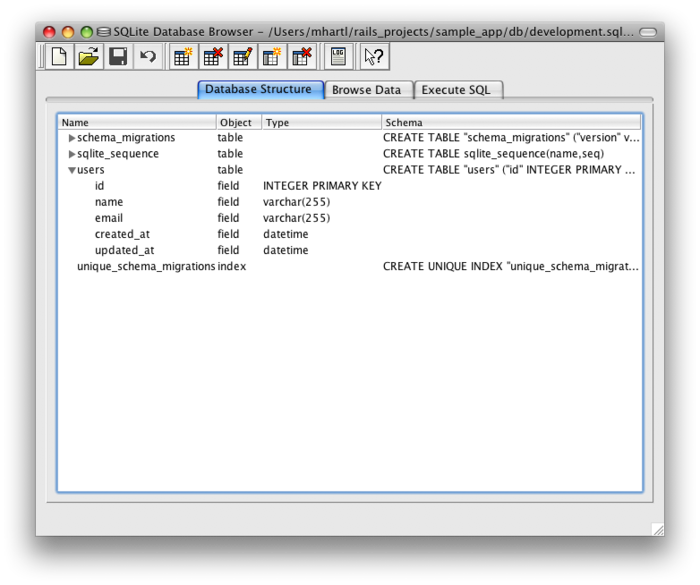 SQLite Database Browser – /Users/mhartl/rails_projects/sample_app/db/development.sql...
LOG
Database Structure Browse Data Execute SQL
Name Object Type Schema
schema_migrations table CREATE TABLE "schema_migrations" ("version" v...
sqlite_sequence table CREATE TABLE sqlite_sequence(name,seq)
users table CREATE TABLE "users" ("id" INTEGER PRIMARY ...
id field INTEGER PRIMARY KEY
name field varchar(255)
email field varchar(255)
created_at field datetime
updated_at field datetime
unique_schema_migrations index CREATE UNIQUE INDEX "unique_schema_migrat...